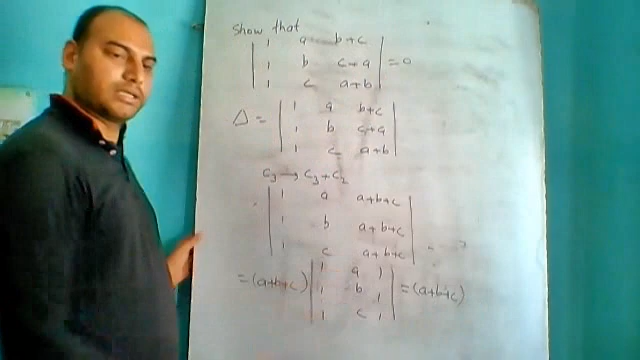 show that
| 1 a b+c |
| 1 b c+a | = 0
| 1 c a+b |
| 1 a b+c |
Δ = | 1 b c+a |
| 1 c a+b |
C3 → C3+C2
| 1 a a+b+c |
| 1 b a+b+c |
| 1 c a+b+c |
| 1 a 1 |
= (a+b+c) | 1 b 1 | = (a+b+c)
| 1 c 1 |